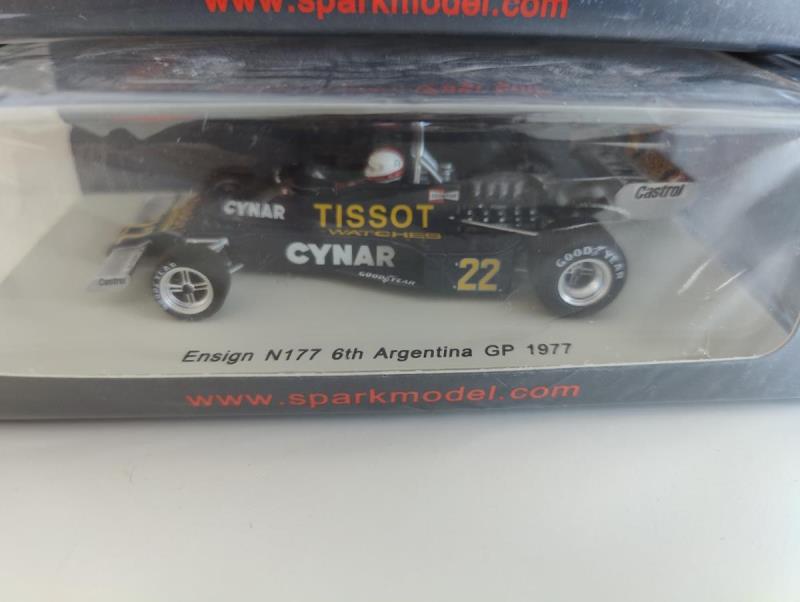 www.sparkmodel.com
Castrol
CYNAR
TISSOT
WATCHES
CYNAR
GOODYEAR
22
GOODYEAR
GOODYEAR
Castrol
Ensign N177 6th Argentina GP 1977
www.sparkmodel.com